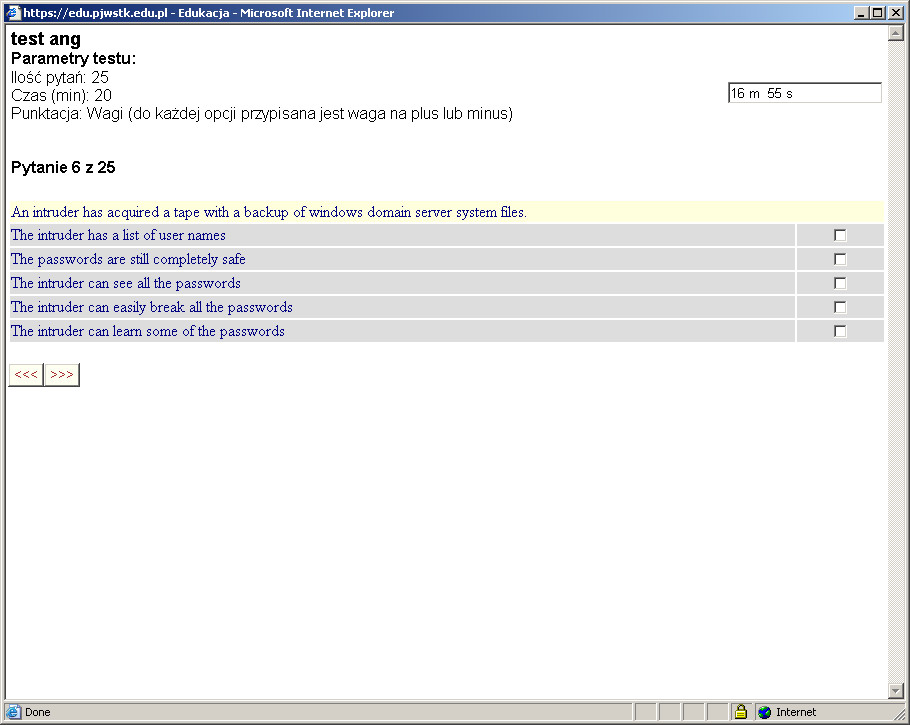 https://edu.pjwstk.edu.pl - Edukacja - Microsoft Internet Explorer
test ang
Parametry testu:
Ilość pytań: 25
Czas (min): 20
16 m 55 s
Punktacja: Wagi (do każdej opcji przypisana jest waga na plus lub minus)
Pytanie 6 z 25
An intruder has acquired a tape with a backup of windows domain server system files.
The intruder has a list of user names
The passwords are still completely safe
The intruder can see all the passwords
The intruder can easily break all the passwords
The intruder can learn some of the passwords
<<< >>>
Done Internet